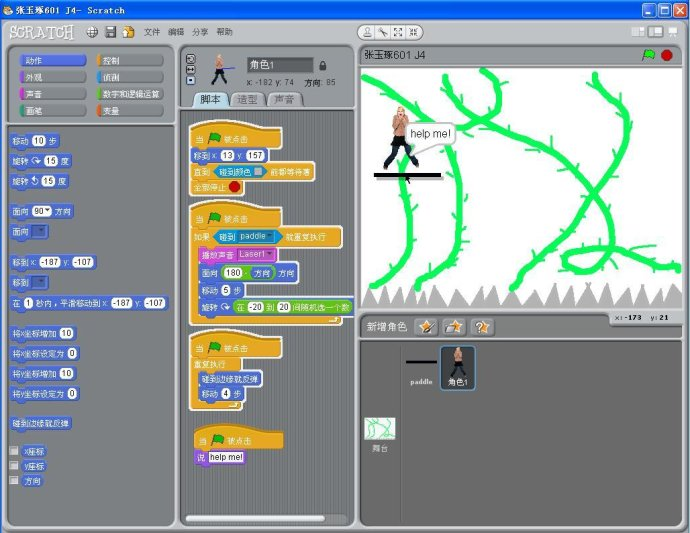 张玉琢601 J4- Scratch
SCRATCH 文件 编辑 分享 帮助
动作 控制
外观 侦测
声音 数字和逻辑运算
画笔 变量
移动 10 步
旋转 15 度
旋转 15 度
面向 90 方向
面向
移到 x: -187 y: -107
移到
在 1 秒内，平滑移动到 x: -187 y: -107
将x坐标增加 10
将x坐标设定为 0
将y坐标增加 10
将y坐标设定为 0
碰到边缘就反弹
x座标
y座标
方向
角色1
x: -182 y: 74 方向: 85
脚本 造型 声音
当 被点击
移到 x: 13 y: 157
直到 碰到颜色 前都等待着
全部停止
当 被点击
如果 碰到 paddle 就重复执行
播放声音 Laser1
面向 180 - 方向 方向
移动 5 步
旋转 在 -20 到 20 间随机选一个数
当 被点击
重复执行
碰到边缘就反弹
移动 4 步
当 被点击
说 help me!
张玉琢601 J4
help me!
x: -173 y: 21
新增角色
paddle
角色1
舞台